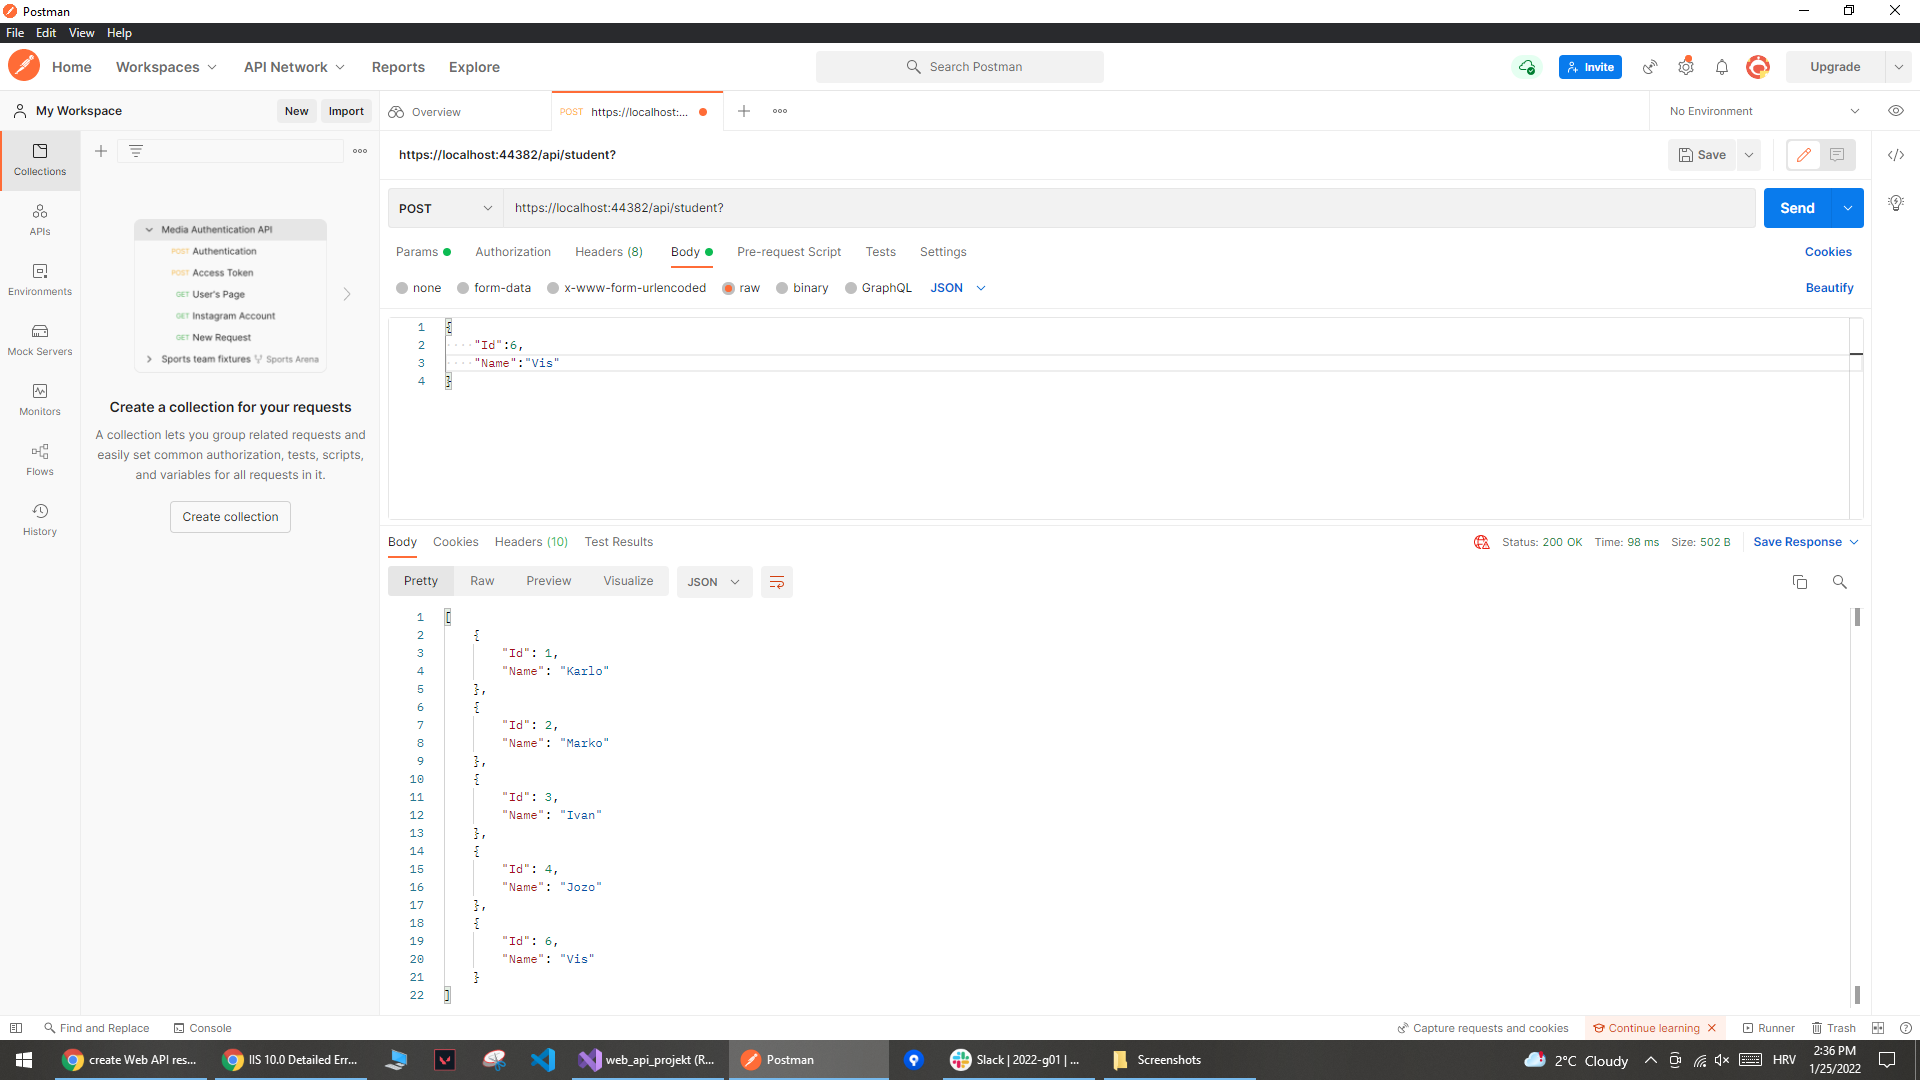 Postman
File Edit View Help
Home Workspaces API Network Reports Explore Search Postman Invite Upgrade
My Workspace New Import Overview POST https://localhost:... No Environment
Collections
https://localhost:44382/api/student? Save
POST https://localhost:44382/api/student? Send
APIs
Environments
Mock Servers
Monitors
Flows
History
Media Authentication API
POST Authentication
POST Access Token
GET User's Page
GET Instagram Account
GET New Request
Sports team fixtures Sports Arena
Create a collection for your requests
A collection lets you group related requests and
easily set common authorization, tests, scripts,
and variables for all requests in it.
Create collection
Params Authorization Headers (8) Body Pre-request Script Tests Settings Cookies
none form-data x-www-form-urlencoded raw binary GraphQL JSON Beautify
1 {
2 "Id":6,
3 "Name":"Vis"
4 }
Body Cookies Headers (10) Test Results Status: 200 OK Time: 98 ms Size: 502 B Save Response
Pretty Raw Preview Visualize JSON
1 [
2 {
3 "Id": 1,
4 "Name": "Karlo"
5 },
6 {
7 "Id": 2,
8 "Name": "Marko"
9 },
10 {
11 "Id": 3,
12 "Name": "Ivan"
13 },
14 {
15 "Id": 4,
16 "Name": "Jozo"
17 },
18 {
19 "Id": 6,
20 "Name": "Vis"
21 }
22 ]
Find and Replace Console Capture requests and cookies Continue learning Runner Trash
create Web API res... IIS 10.0 Detailed Err... web_api_projekt (R... Postman Slack | 2022-g01 | ... Screenshots 2°C Cloudy HRV 2:36 PM
1/25/2022